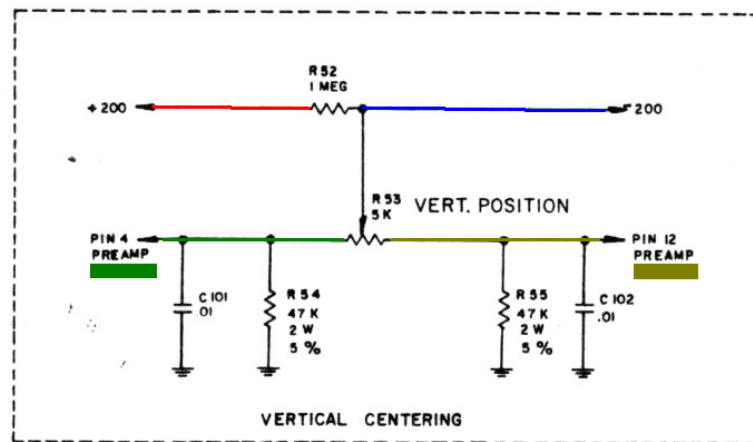 R52
1 MEG
+200
-200
R53
5K
VERT. POSITION
PIN 4
PREAMP
PIN 12
PREAMP
C101
.01
R54
47K
2W
5%
R55
47K
2W
5%
C102
.01
VERTICAL CENTERING